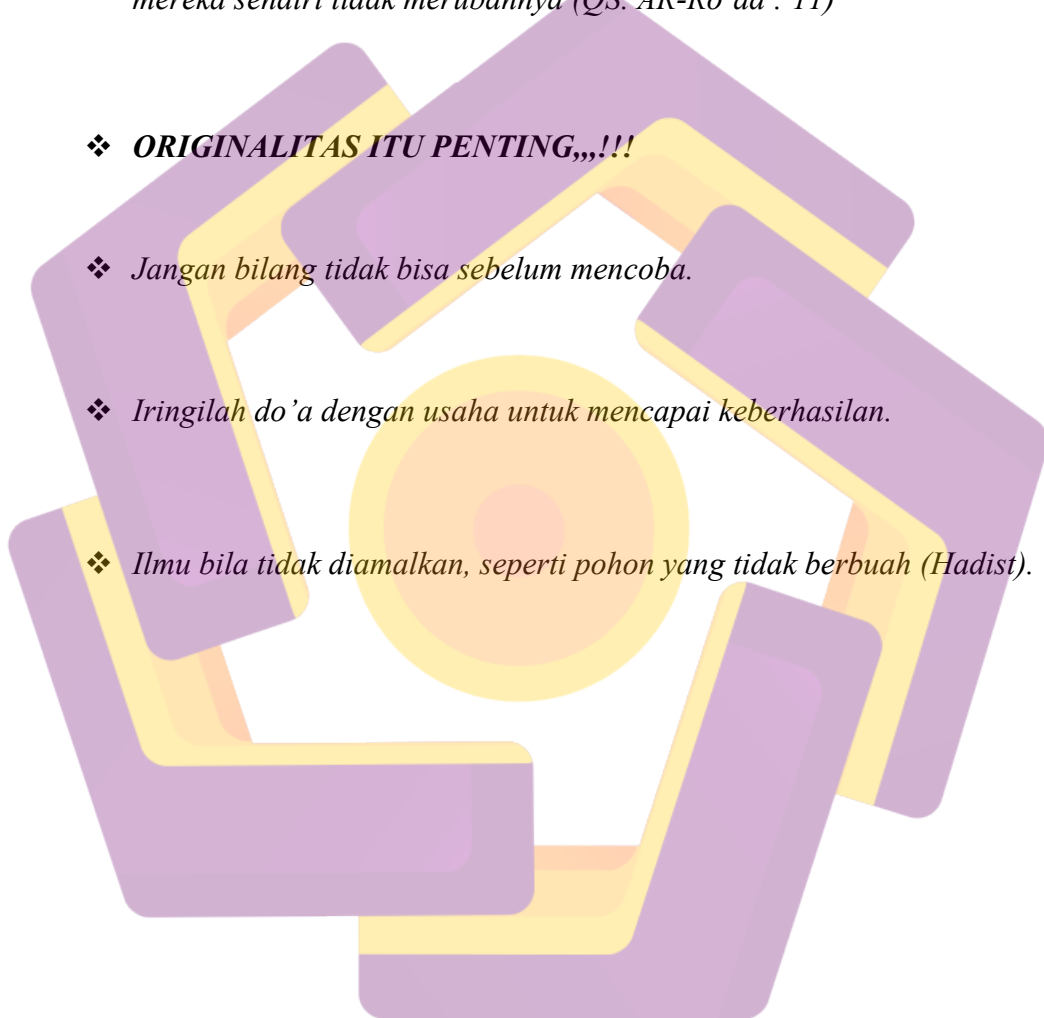 mereka sendiri tidak merubahnya (QS. AR-Ro'du : 11)
❖ ORIGINALITAS ITU PENTING,,,!!!
❖ Jangan bilang tidak bisa sebelum mencoba.
❖ Iringilah do’a dengan usaha untuk mencapai keberhasilan.
❖ Ilmu bila tidak diamalkan, seperti pohon yang tidak berbuah (Hadist).